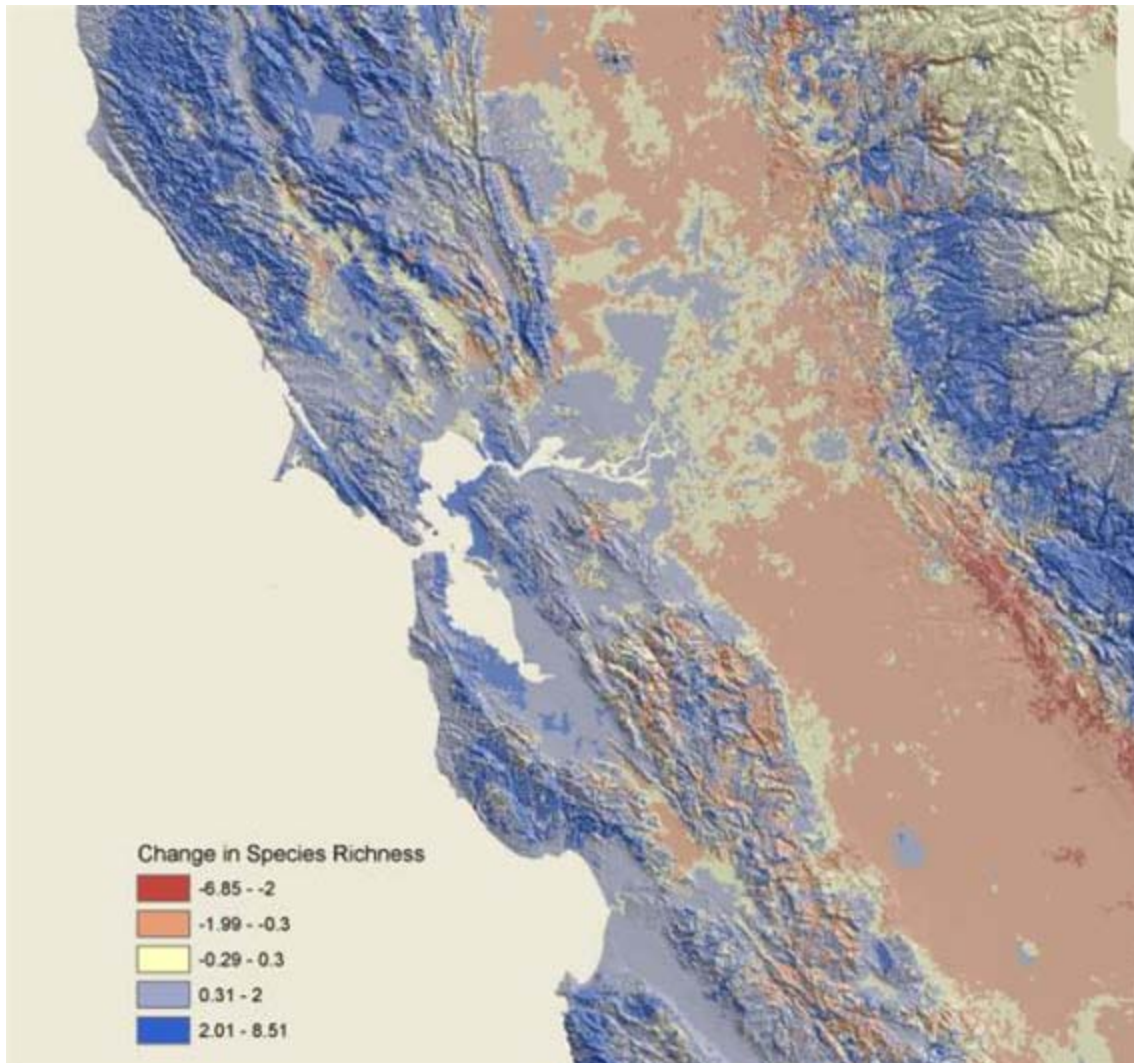 Change in Species Richness
-6.85 - -2
-1.99 - -0.3
-0.29 - 0.3
0.31 - 2
2.01 - 8.51